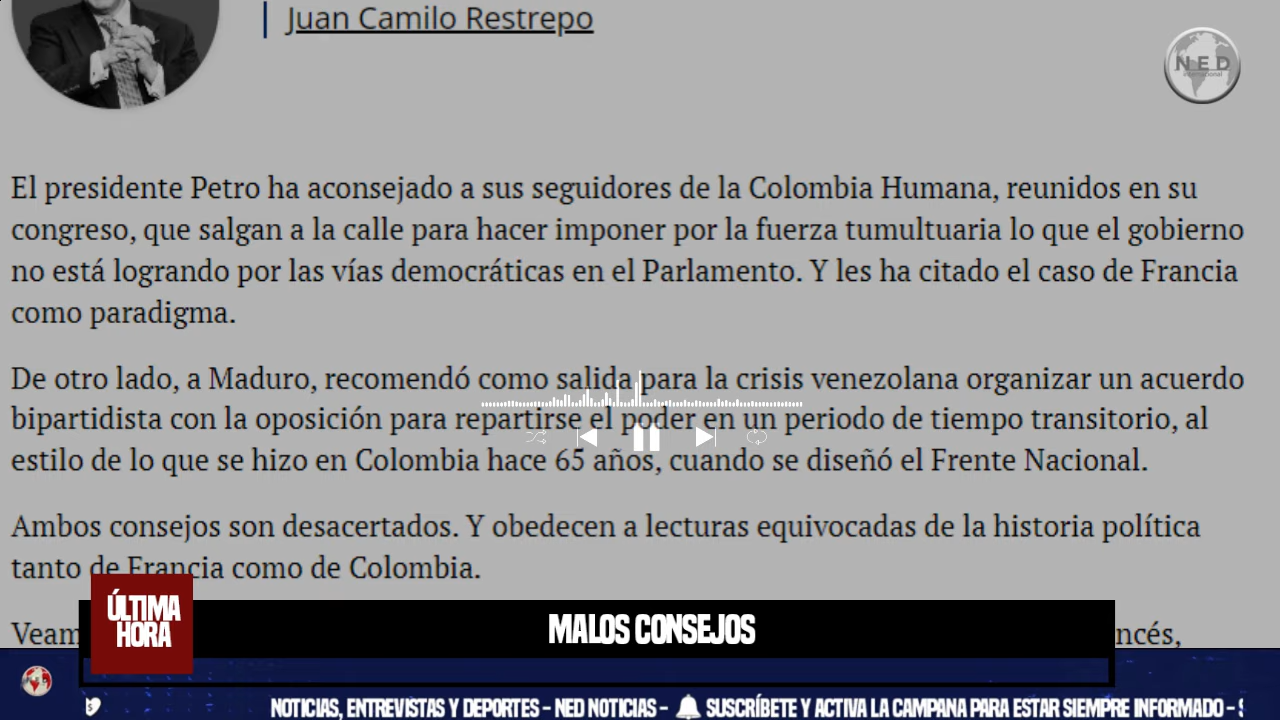 Juan Camilo Restrepo
NED
internacional
El presidente Petro ha aconsejado a sus seguidores de la Colombia Humana, reunidos en su
congreso, que salgan a la calle para hacer imponer por la fuerza tumultuaria lo que el gobierno
no está logrando por las vías democráticas en el Parlamento. Y les ha citado el caso de Francia
como paradigma.
De otro lado, a Maduro, recomendó como salida para la crisis venezolana organizar un acuerdo
bipartidista con la oposición para repartirse el poder en un periodo de tiempo transitorio, al
estilo de lo que se hizo en Colombia hace 65 años, cuando se diseñó el Frente Nacional.
Ambos consejos son desacertados. Y obedecen a lecturas equivocadas de la historia política
tanto de Francia como de Colombia.
ÚLTIMA
HORA
MALOS CONSEJOS
NOTICIAS, ENTREVISTAS Y DEPORTES - NED NOTICIAS - SUSCRÍBETE Y ACTIVA LA CAMPANA PARA ESTAR SIEMPRE INFORMADO -